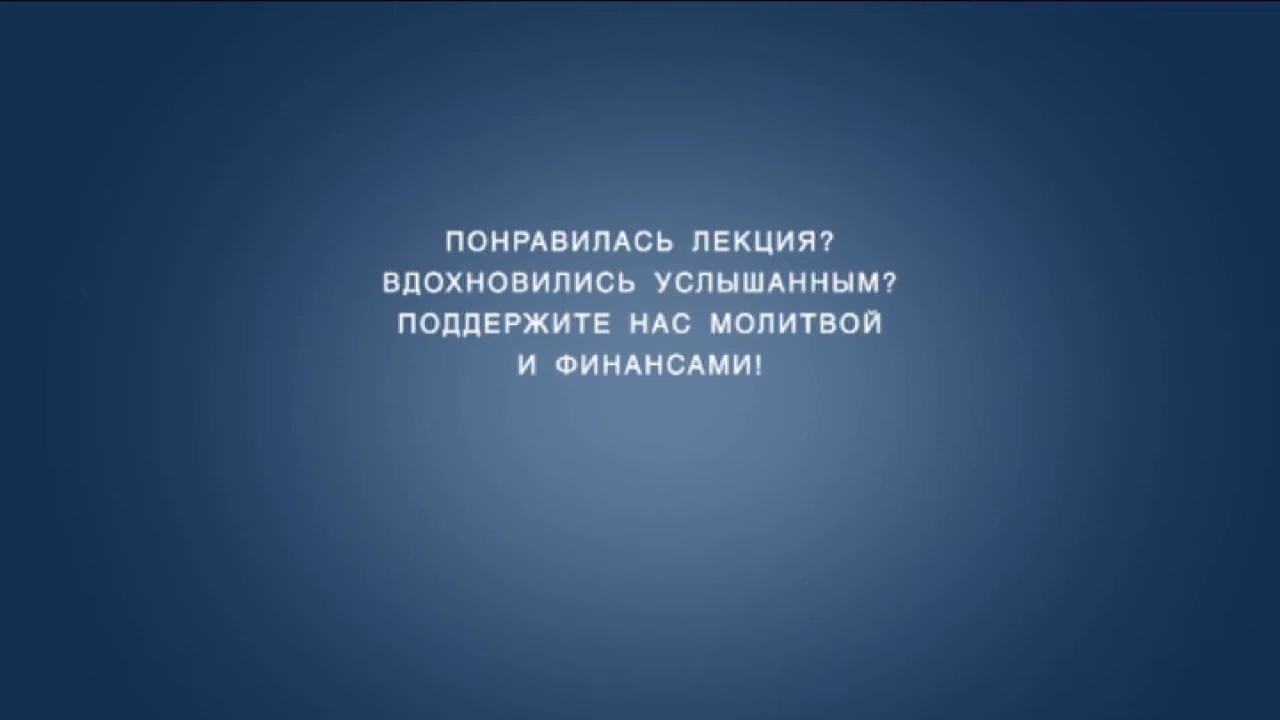 ПОНРАВИЛАСЬ ЛЕКЦИЯ?
ВДОХНОВИЛИСЬ УСЛЫШАННЫМ?
ПОДДЕРЖИТЕ НАС МОЛИТВОЙ
И ФИНАНСАМИ!